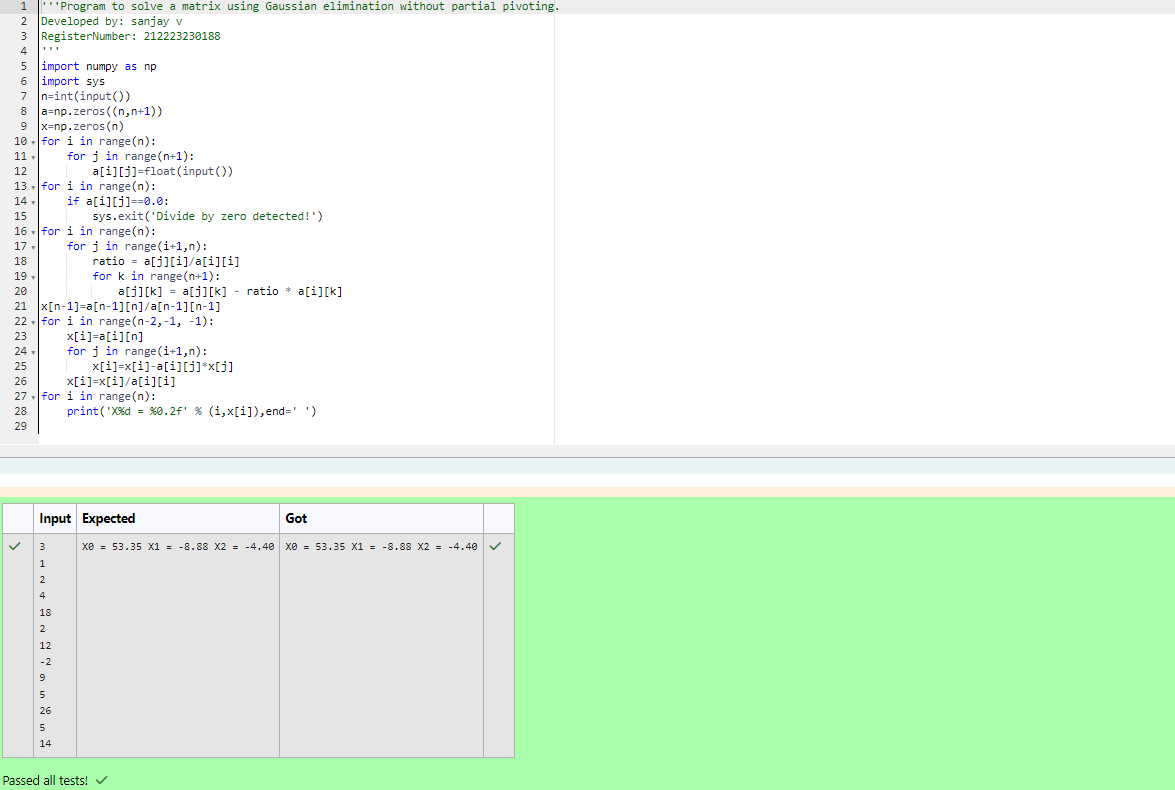 1 '''Program to solve a matrix using Gaussian elimination without partial pivoting.
2 Developed by: sanjay v
3 RegisterNumber: 212223230188
4 '''
5 import numpy as np
6 import sys
7 n=int(input())
8 a=np.zeros((n,n+1))
9 x=np.zeros(n)
10 for i in range(n):
11     for j in range(n+1):
12         a[i][j]=float(input())
13 for i in range(n):
14     if a[i][j]==0.0:
15         sys.exit('Divide by zero detected!')
16 for i in range(n):
17     for j in range(i+1,n):
18         ratio = a[j][i]/a[i][i]
19         for k in range(n+1):
20             a[j][k] = a[j][k] - ratio * a[i][k]
21 x[n-1]=a[n-1][n]/a[n-1][n-1]
22 for i in range(n-2,-1, -1):
23     x[i]=a[i][n]
24     for j in range(i+1,n):
25         x[i]=x[i]-a[i][j]*x[j]
26     x[i]=x[i]/a[i][i]
27 for i in range(n):
28     print('X%d = %0.2f' % (i,x[i]),end=' ')
29
Input Expected Got
3 X0 = 53.35 X1 = -8.88 X2 = -4.40 X0 = 53.35 X1 = -8.88 X2 = -4.40
1
2
4
18
2
12
-2
9
5
26
5
14
Passed all tests!